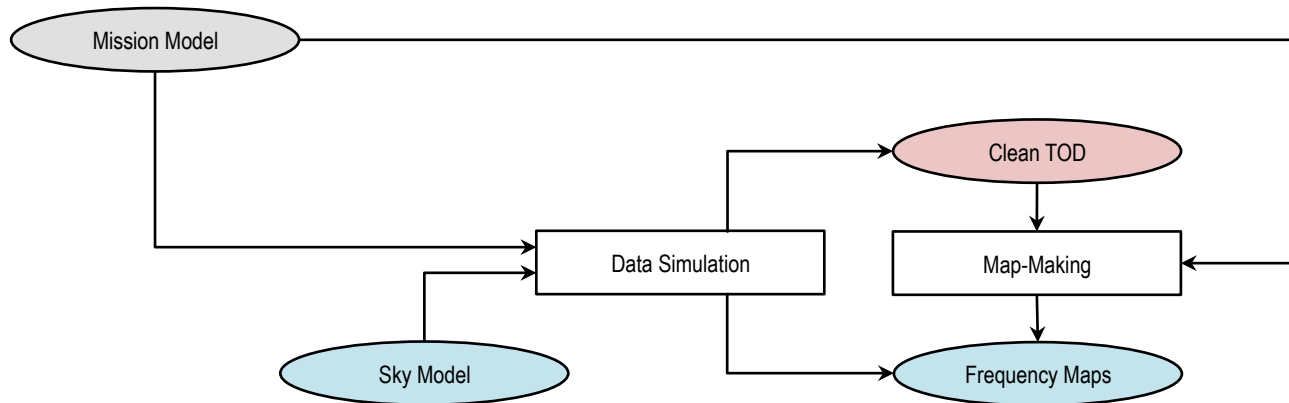 Mission Model
Clean TOD
Data Simulation
Map-Making
Sky Model
Frequency Maps